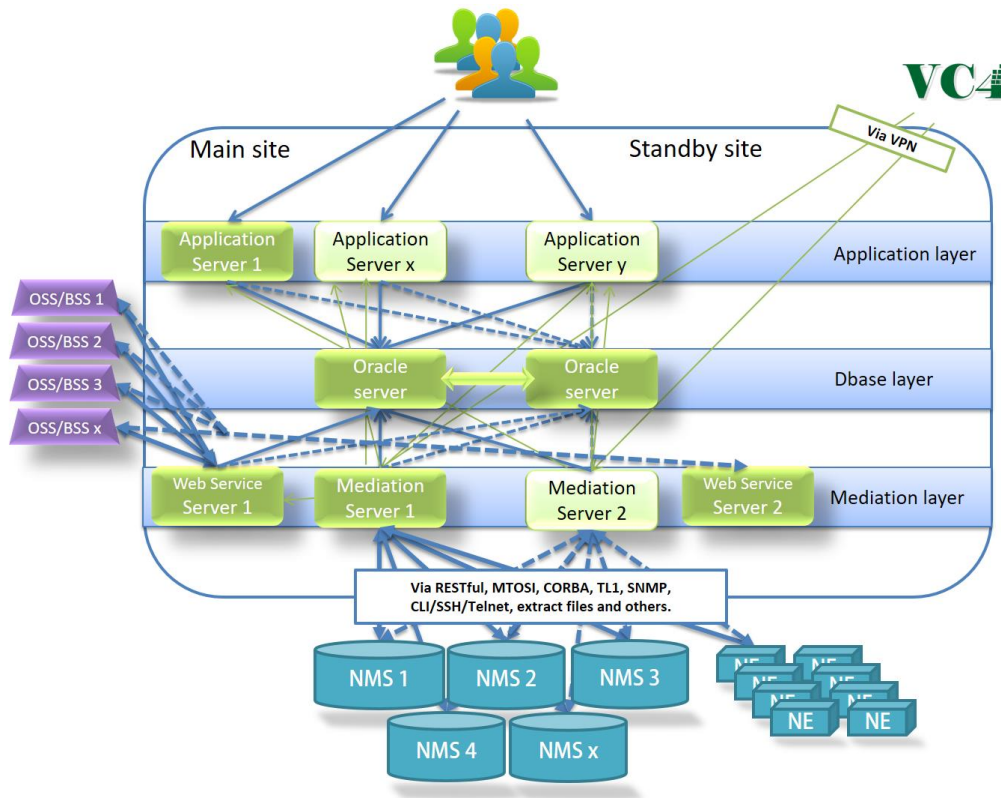 VC4
Via VPN
Main site
Standby site
Application
Server 1
Application
Server x
Application
Server y
Application layer
OSS/BSS 1
OSS/BSS 2
OSS/BSS 3
OSS/BSS x
Oracle
server
Oracle
server
Dbase layer
Web Service
Server 1
Mediation
Server 1
Mediation
Server 2
Web Service
Server 2
Mediation layer
Via RESTful, MTOSI, CORBA, TL1, SNMP,
CLI/SSH/Telnet, extract files and others.
NMS 1
NMS 2
NMS 3
NMS 4
NMS x
NE
NE
NE
NE
NE
NE
NE
NE